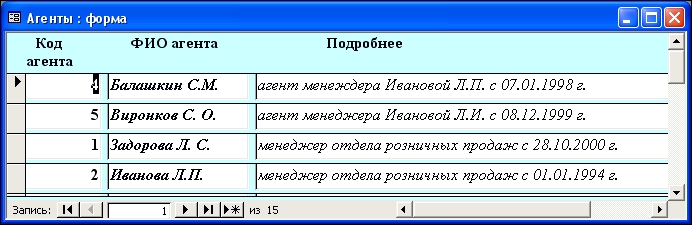 Агенты : форма
Код агента ФИО агента Подробнее
4 Балашкин С.М. агент менеждера Ивановой Л.П. с 07.01.1998 г.
5 Виронков С. О. агент менеджера Ивановой Л.И. с 08.12.1999 г.
1 Задорова Л. С. менеджер отдела розничных продаж с 28.10.2000 г.
2 Иванова Л.П. менеджер отдела розничных продаж с 01.01.1994 г.
Запись: 1 из 15